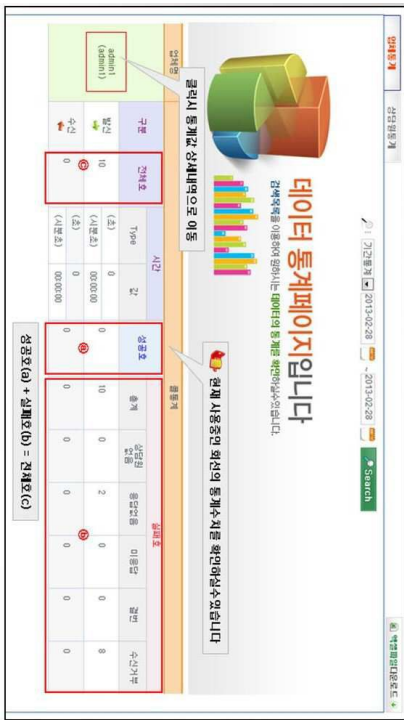 업체통계
상담원통계
기간통계 2013-02-28 ~ 2013-02-28 Search
엑셀파일다운로드
데이터 통계페이지입니다
검색목록을 이용하여 원하시는 데이터의 통계를 확인하실수있습니다.
현재 사용중인 회선의 통계수치를 확인하실수있습니다
클릭시 통계값 상세내역으로 이동
업체명
콜통계
구분
전체호
시간
성공호
실패호
Type
값
총계
상담원없음
응답없음
미응답
결번
수신거부
admin1
(admin1)
발신
10
(초)
0
(시분초)
00:00:00
0
10
0
2
0
0
8
수신
0
(초)
0
(시분초)
00:00:00
0
0
0
0
0
0
0
ⓒ
ⓐ
ⓑ
성공호(a) + 실패호(b) = 전체호(c)